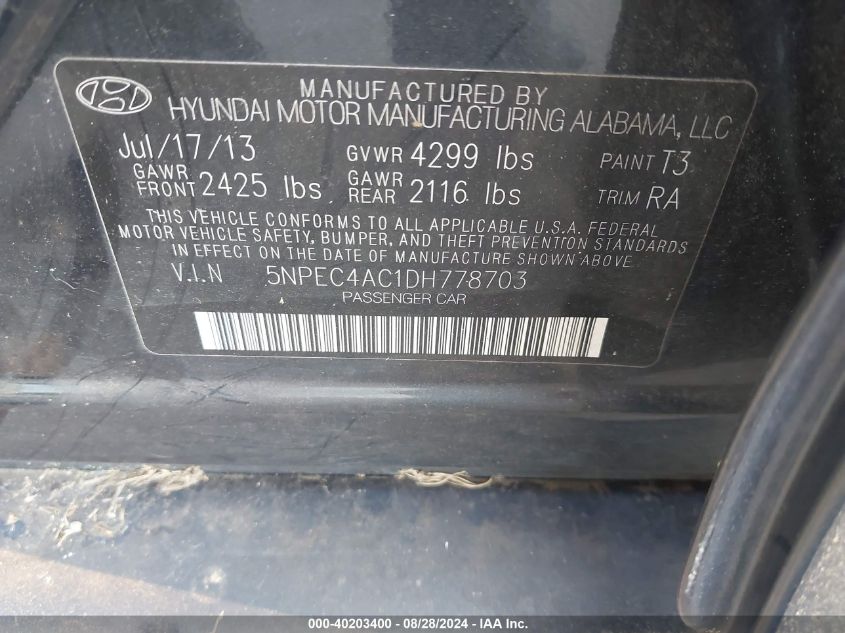 MANUFACTURED BY
HYUNDAI MOTOR MANUFACTURING ALABAMA, LLC
Jul/17/13 GVWR 4299 lbs PAINT T3
GAWR FRONT 2425 lbs GAWR REAR 2116 lbs TRIM RA
THIS VEHICLE CONFORMS TO ALL APPLICABLE U.S.A. FEDERAL
MOTOR VEHICLE SAFETY, BUMPER, AND THEFT PREVENTION STANDARDS
IN EFFECT ON THE DATE OF MANUFACTURE SHOWN ABOVE.
V.I.N 5NPEC4AC1DH778703
PASSENGER CAR
000-40203400 - 08/28/2024 - IAA Inc.